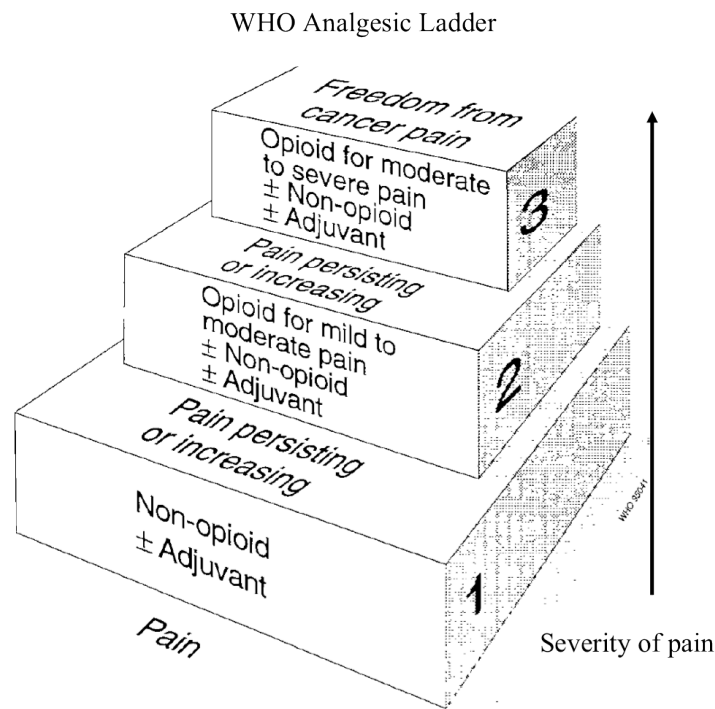 WHO Analgesic Ladder
Freedom from
cancer pain
Opioid for moderate
to severe pain
± Non-opioid
± Adjuvant
3
Pain persisting
or increasing
Opioid for mild to
moderate pain
± Non-opioid
± Adjuvant
2
Pain persisting
or increasing
Non-opioid
± Adjuvant
1
Pain
Severity of pain